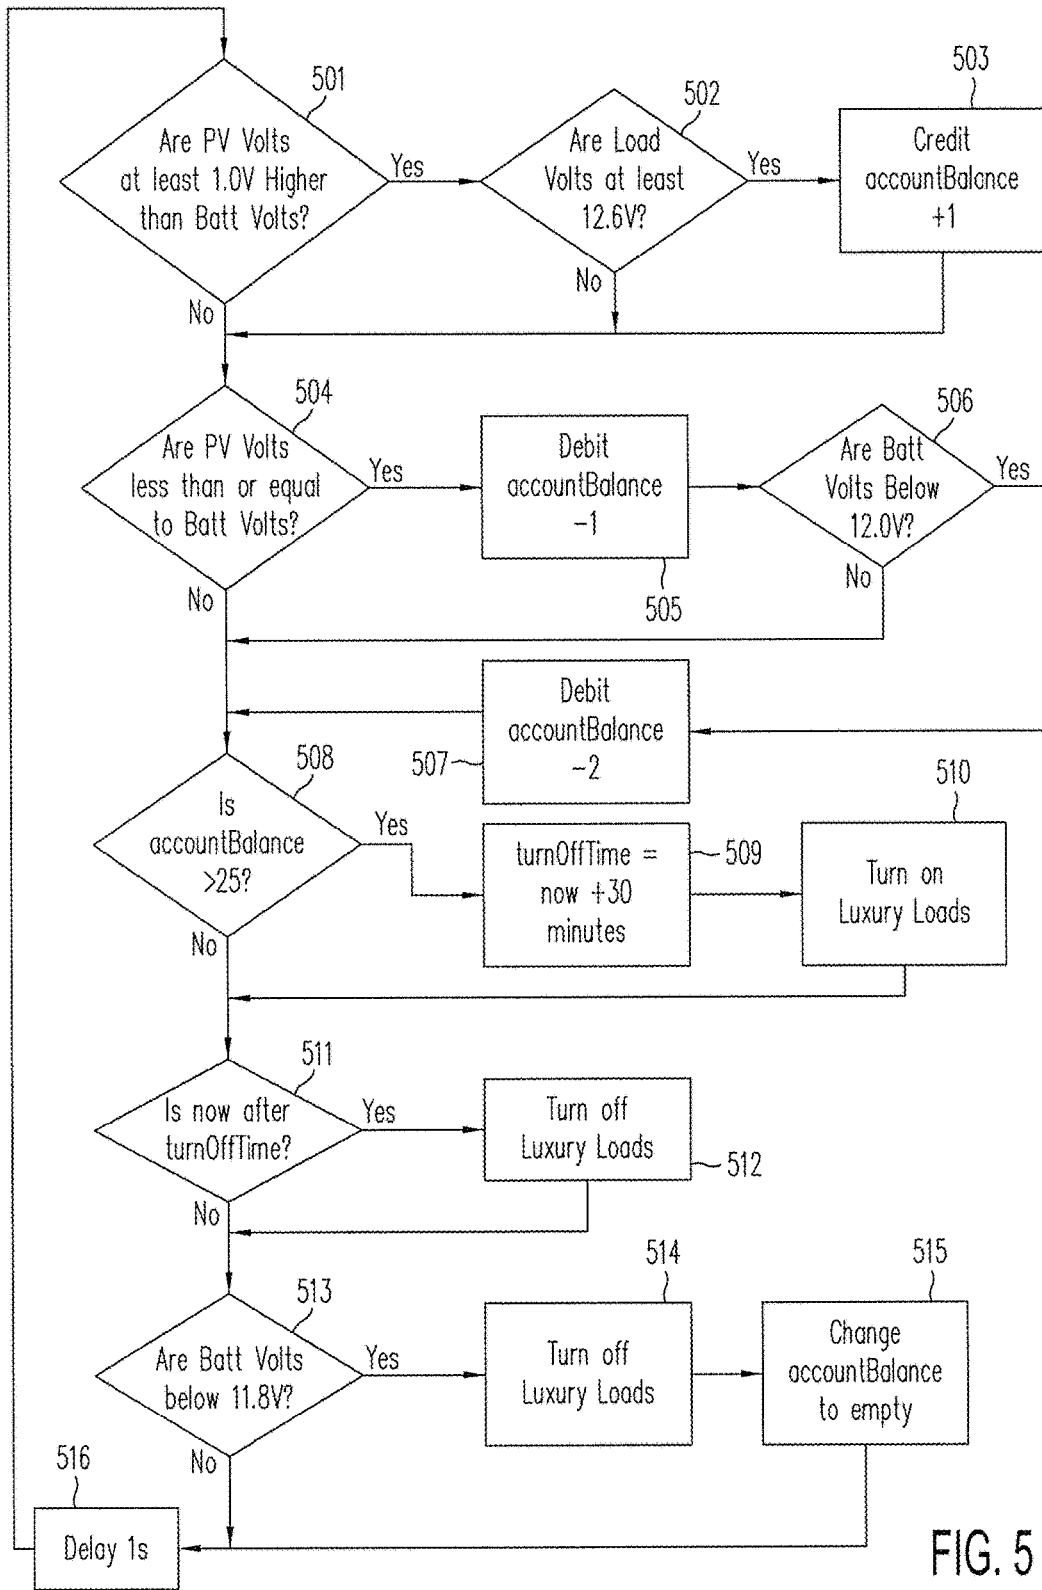 501
Are PV Volts
at least 1.0V Higher
than Batt Volts?
Yes
No
502
Are Load
Volts at least
12.6V?
Yes
No
503
Credit
accountBalance
+1
504
Are PV Volts
less than or equal
to Batt Volts?
Yes
No
Debit
accountBalance
-1
505
506
Are Batt
Volts Below
12.0V?
Yes
No
Debit
accountBalance
-2
507
508
Is
accountBalance
>25?
Yes
No
turnOffTime =
now +30
minutes
509
510
Turn on
Luxury Loads
511
Is now after
turnOffTime?
Yes
No
Turn off
Luxury Loads
512
513
Are Batt Volts
below 11.8V?
Yes
No
514
Turn off
Luxury Loads
515
Change
accountBalance
to empty
516
Delay 1s
FIG. 5